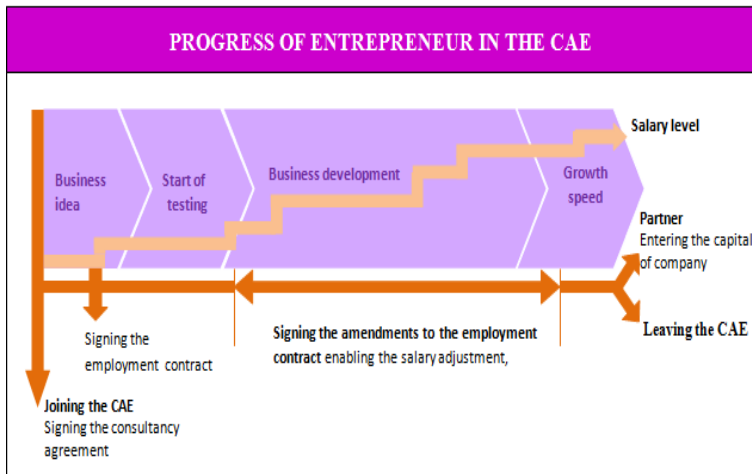 PROGRESS OF ENTREPRENEUR IN THE CAE
Salary level
Business
idea
Start of
testing
Business development
Growth
speed
Partner
Entering the capital
of company
Leaving the CAE
Signing the
employment contract
Signing the amendments to the employment
contract enabling the salary adjustment,
Joining the CAE
Signing the consultancy
agreement